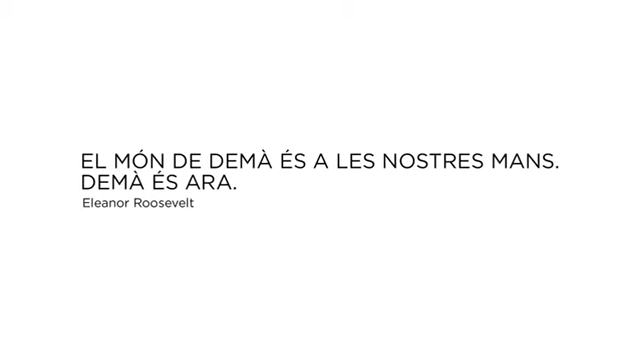 EL MÓN DE DEMÀ ÉS A LES NOSTRES MANS.
DEMÀ ÉS ARA.
Eleanor Roosevelt